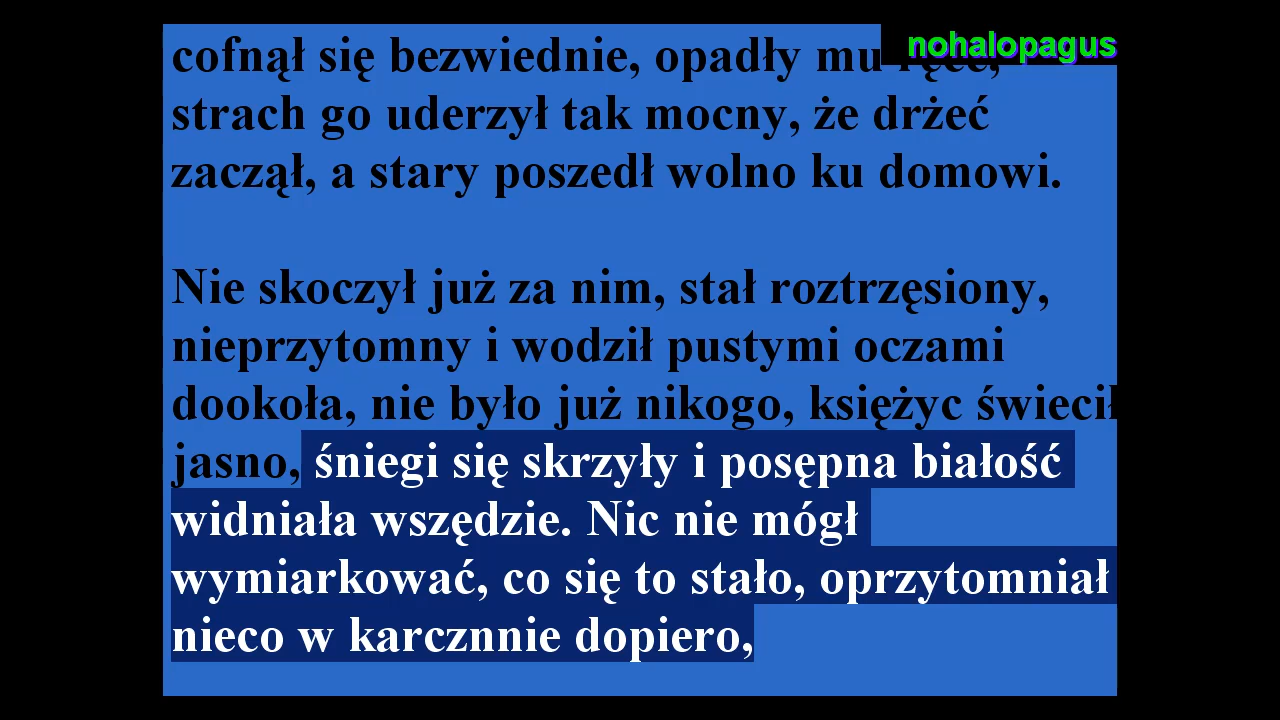 nohalopagus
cofnął się bezwiednie, opadły mu
strach go uderzył tak mocny, że drżeć
zaczął, a stary poszedł wolno ku domowi.
Nie skoczył już za nim, stał roztrzęsiony,
nieprzytomny i wodził pustymi oczami
dookoła, nie było już nikogo, księżyc świecił
jasno, śniegi się skrzyły i posępna białość
widniała wszędzie. Nic nie mógł
wymiarkować, co się to stało, oprzytomniał
nieco w karcznnie dopiero,